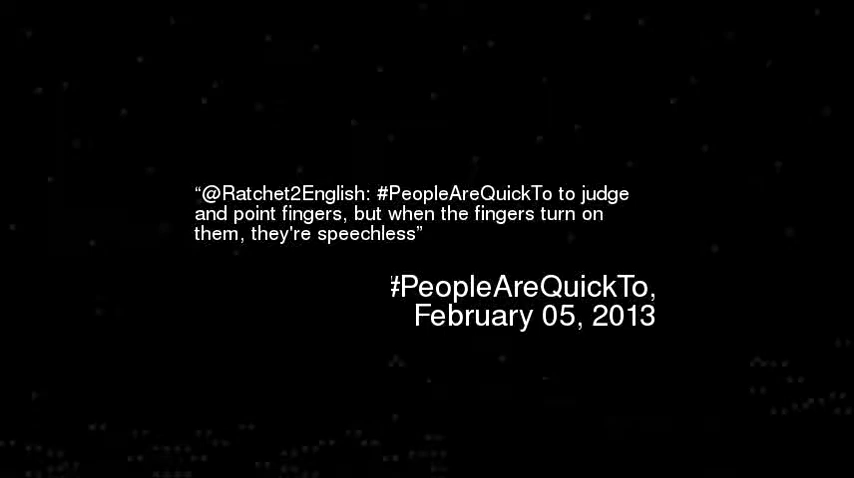 “@Ratchet2English: #PeopleAreQuickTo to judge
and point fingers, but when the fingers turn on
them, they're speechless”
#PeopleAreQuickTo,
February 05, 2013